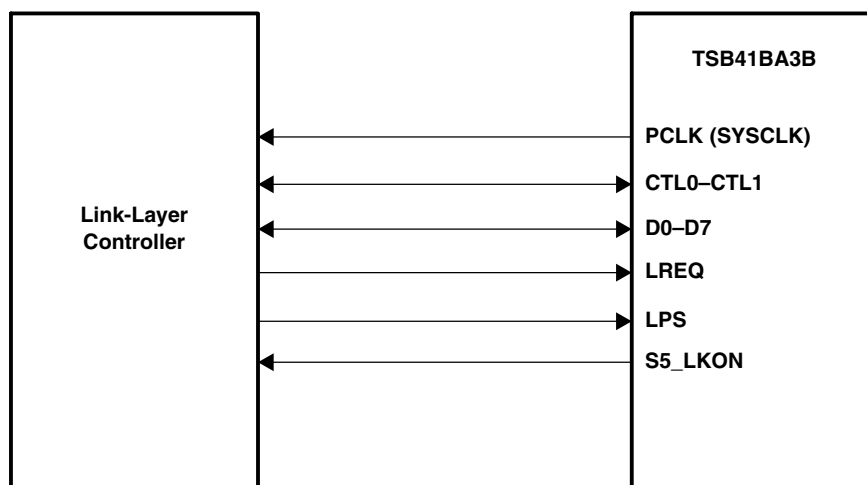 TSB41BA3B
PCLK (SYSCLK)
CTL0–CTL1
Link-Layer
Controller
D0–D7
LREQ
LPS
S5_LKON